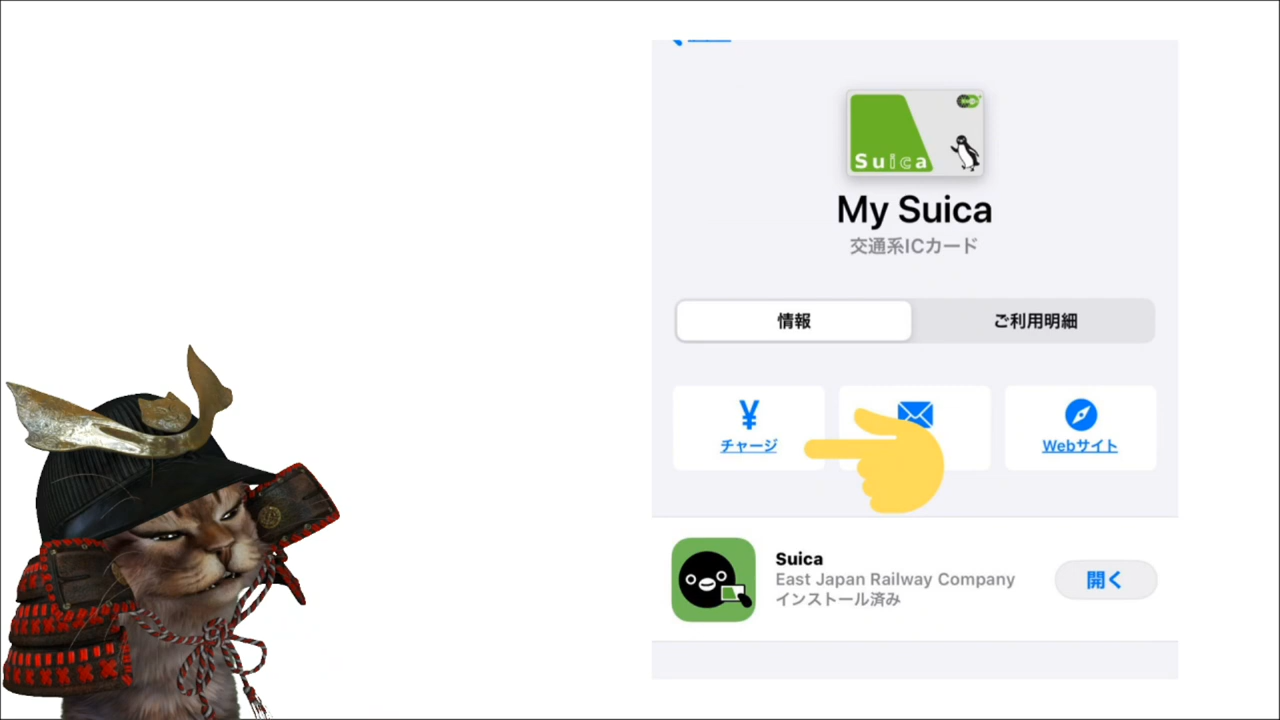 Suica
My Suica
交通系ICカード
情報
ご利用明細
¥
チャージ
Webサイト
Suica
East Japan Railway Company
インストール済み
開く